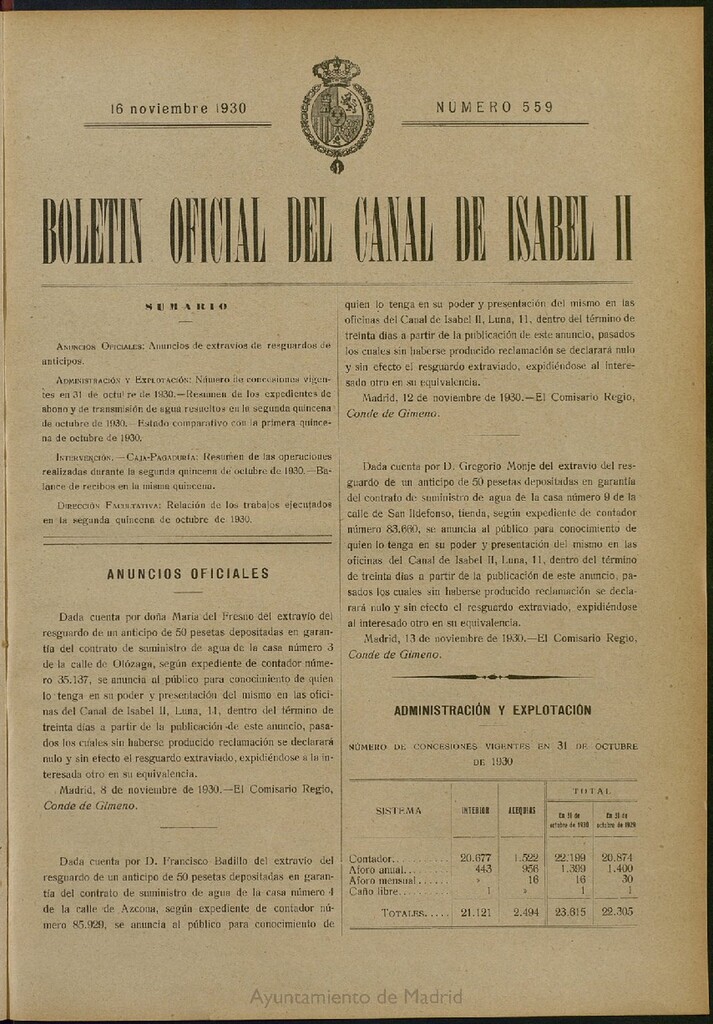 16 noviembre 1930
NUMERO 559
BOLETIN OFICIAL DEL CANAL DE ISABEL II
SUMARIO
ANUNCIOS OFICIALES: Anuncios de extravíos de resguardos de
anticipos.
ADMINISTRACIÓN Y EXPLOTACIÓN: Número de concesiones vigen-
tes en 31 de octubre de 1930.—Resumen de los expedientes de
abono y de transmisión de agua resueltos en la segunda quincena
de octubre de 1930.—Estado comparativo con la primera quince-
na de octubre de 1930.
INTERVENCIÓN.—CAJA-PAGADURÍA: Resumen de las operaciones
realizadas durante la segunda quincena de octubre de 1930.—Ba-
lance de recibos en la misma quincena.
DIRECCIÓN FACULTATIVA: Relación de los trabajos ejecutados
en la segunda quincena de octubre de 1930.
ANUNCIOS OFICIALES
Dada cuenta por doña María del Fresno del extravío del
resguardo de un anticipo de 50 pesetas depositadas en garan-
tía del contrato de suministro de agua de la casa número 3
de la calle de Olózaga, según expediente de contador núme-
ro 35.137, se anuncia al público para conocimiento de quien
lo tenga en su poder y presentación del mismo en las ofici-
nas del Canal de Isabel II, Luna, 11, dentro del término de
treinta días a partir de la publicación de este anuncio, pasa-
dos los cuales sin haberse producido reclamación se declarará
nulo y sin efecto el resguardo extraviado, expidiéndose a la in-
teresada otro en su equivalencia.
Madrid, 8 de noviembre de 1930.—El Comisario Regio,
Conde de Gimeno.
Dada cuenta por D. Francisco Badillo del extravío del
resguardo de un anticipo de 50 pesetas depositadas en garan-
tía del contrato de suministro de agua de la casa número 4
de la calle de Azcona, según expediente de contador nú-
mero 85.929, se anuncia al público para conocimiento de
quien lo tenga en su poder y presentación del mismo en las
oficinas del Canal de Isabel II, Luna, 11, dentro del término de
treinta días a partir de la publicación de este anuncio, pasados
los cuales sin haberse producido reclamación se declarará nulo
y sin efecto el resguardo extraviado, expidiéndose al intere-
sado otro en su equivalencia.
Madrid, 12 de noviembre de 1930.—El Comisario Regio,
Conde de Gimeno.
Dada cuenta por D. Gregorio Monje del extravío del res-
guardo de un anticipo de 50 pesetas depositadas en garantía
del contrato de suministro de agua de la casa número 9 de la
calle de San Ildefonso, tienda, según expediente de contador
número 83.660, se anuncia al público para conocimiento de
quien lo tenga en su poder y presentación del mismo en las
oficinas del Canal de Isabel II, Luna, 11, dentro del término
de treinta días a partir de la publicación de este anuncio, pa-
sados los cuales sin haberse producido reclamación se decla-
rará nulo y sin efecto el resguardo extraviado, expidiéndose
al interesado otro en su equivalencia.
Madrid, 13 de noviembre de 1930.—El Comisario Regio,
Conde de Gimeno.
ADMINISTRACIÓN Y EXPLOTACIÓN
NÚMERO DE CONCESIONES VIGENTES EN 31 DE OCTUBRE
DE 1930
TOTAL
SISTEMA INTERIOR ACEQUIAS En 31 de octubre de 1930 En 31 de octubre de 1929
Contador.......... 20.677 1.522 22.199 20.874
Aforo anual....... 443 956 1.399 1.400
Aforo mensual...... » 16 16 30
Caño libre......... 1 » 1 1
TOTALES..... 21.121 2.494 23.615 22.305
Ayuntamiento de Madrid